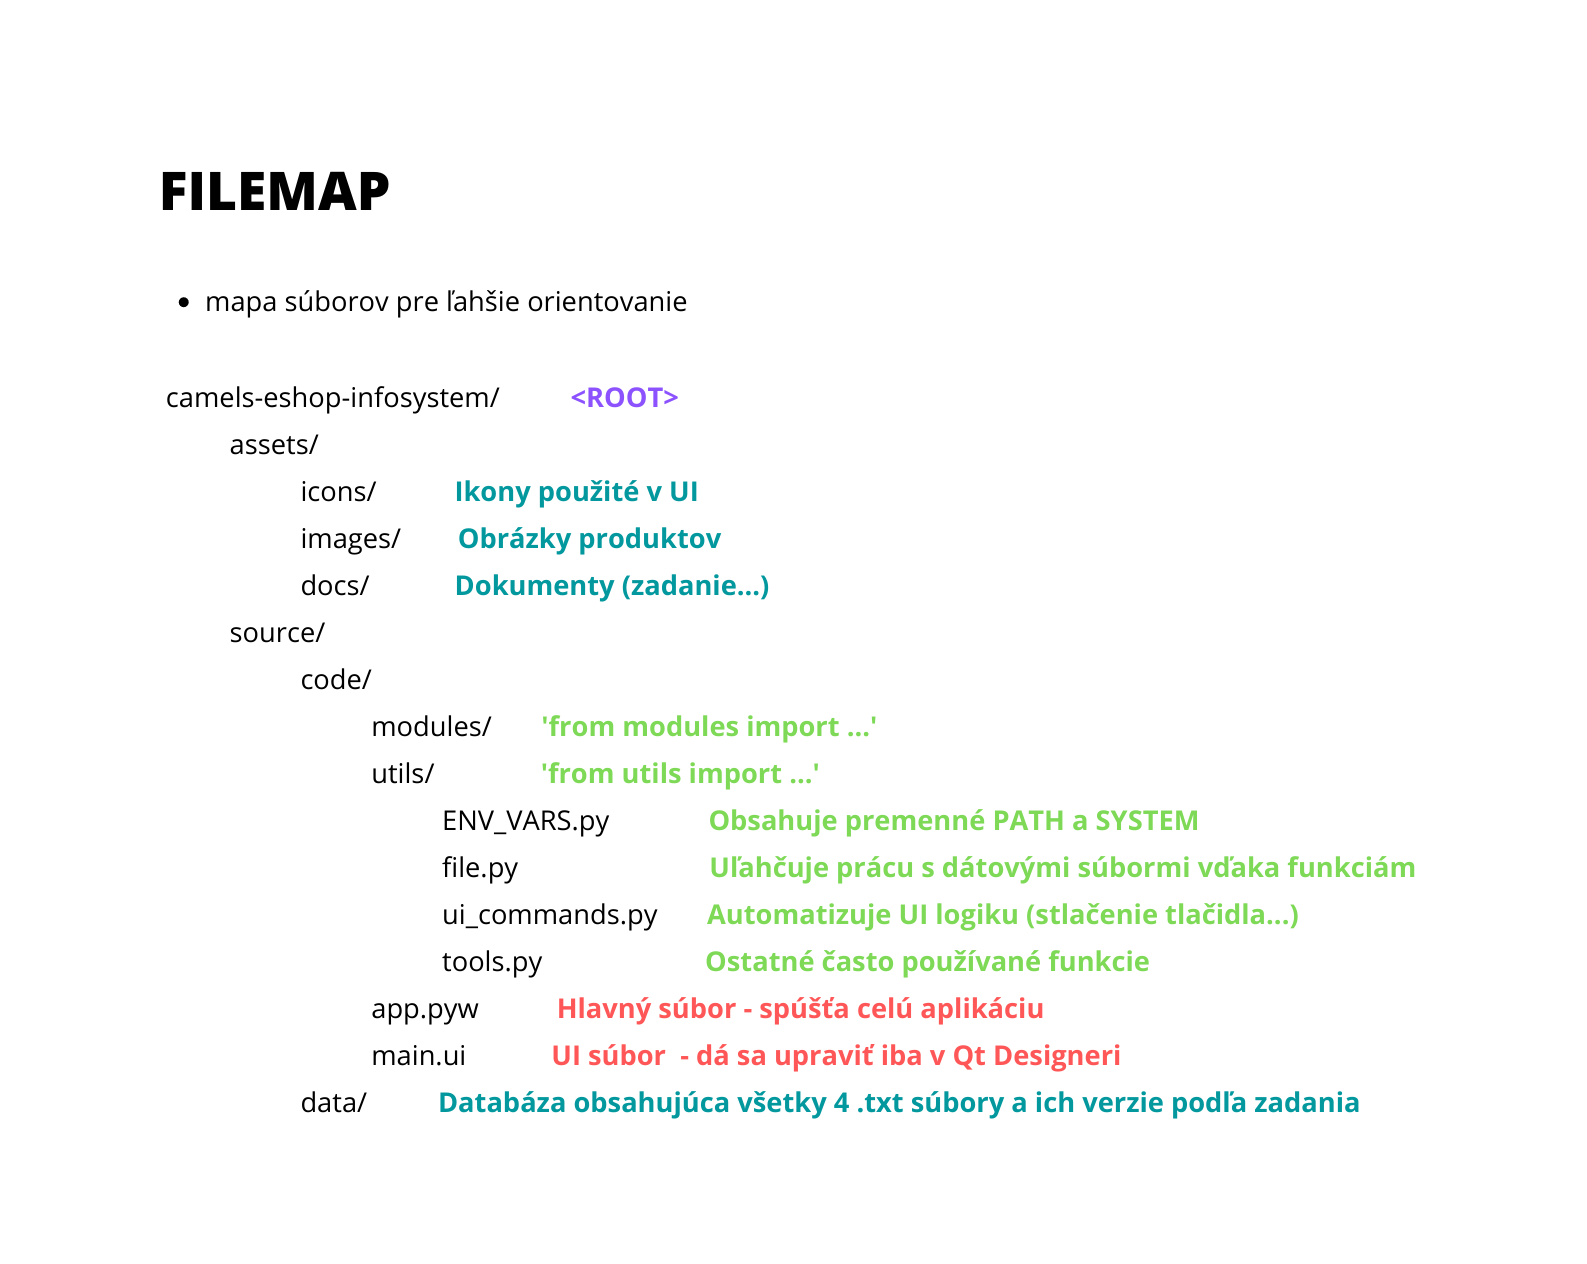 FILEMAP
• mapa súborov pre ľahšie orientovanie
camels-eshop-infosystem/ <ROOT>
assets/
icons/ Ikony použité v UI
images/ Obrázky produktov
docs/ Dokumenty (zadanie...)
source/
code/
modules/ 'from modules import ...'
utils/ 'from utils import ...'
ENV_VARS.py Obsahuje premenné PATH a SYSTEM
file.py Uľahčuje prácu s dátovými súbormi vďaka funkciám
ui_commands.py Automatizuje UI logiku (stlačenie tlačidla...)
tools.py Ostatné často používané funkcie
app.pyw Hlavný súbor - spúšťa celú aplikáciu
main.ui UI súbor - dá sa upraviť iba v Qt Designeri
data/ Databáza obsahujúca všetky 4 .txt súbory a ich verzie podľa zadania